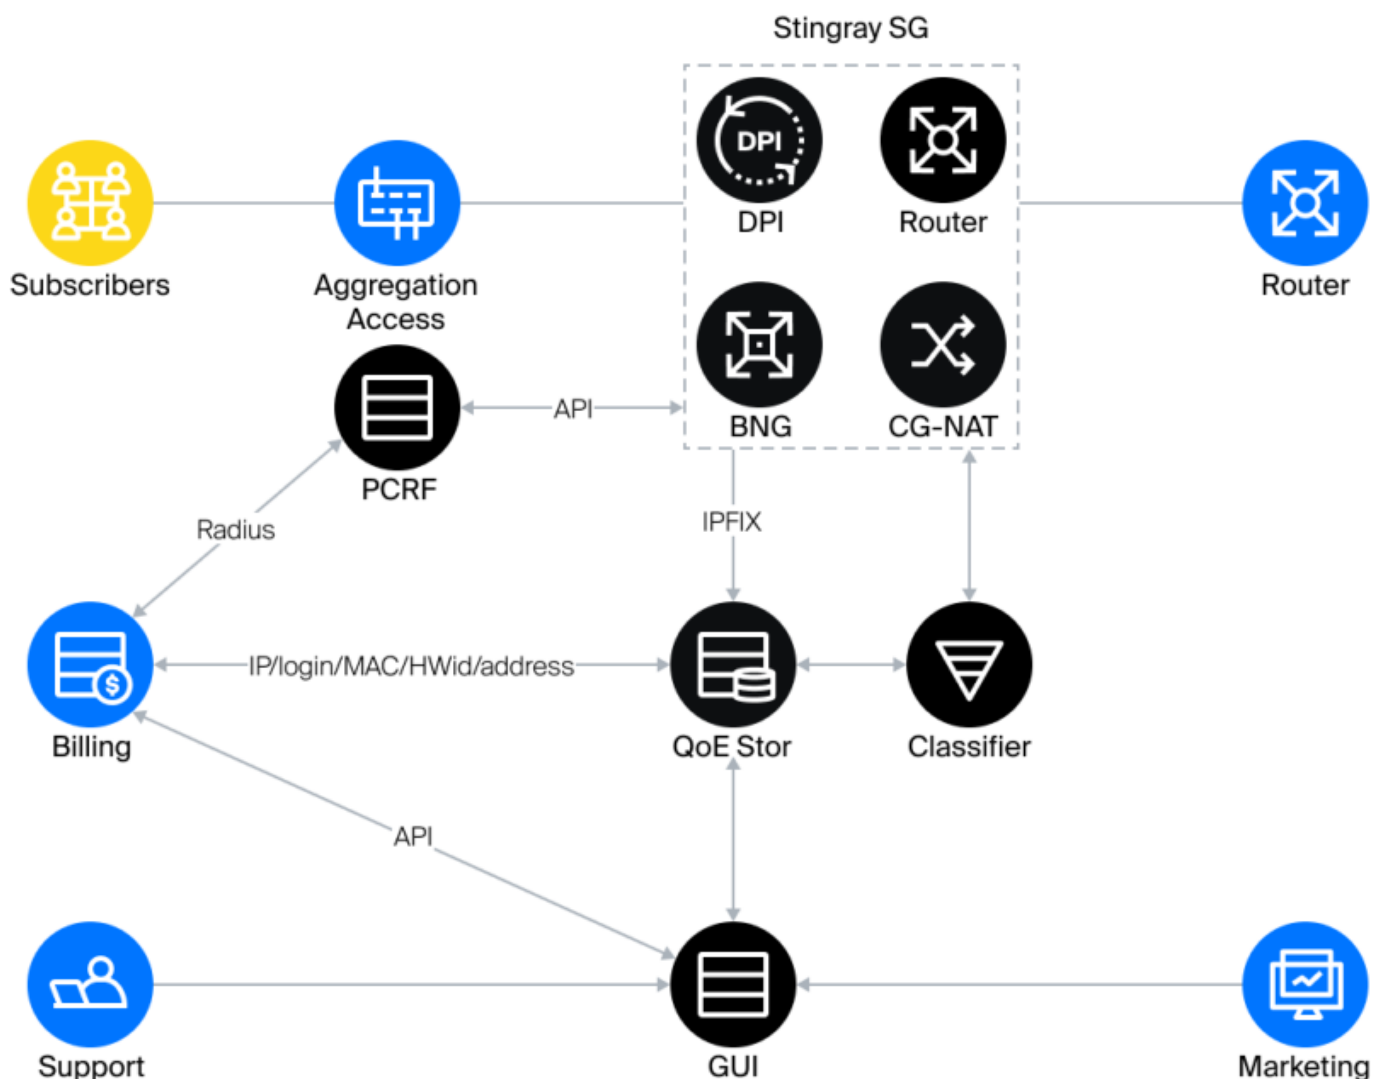 Stingray SG
DPI
DPI
Router
Subscribers
Aggregation
Access
Router
BNG
CG-NAT
API
PCRF
Radius
IPFIX
IP/login/MAC/HWid/address
Billing
QoE Stor
Classifier
API
Support
GUI
Marketing